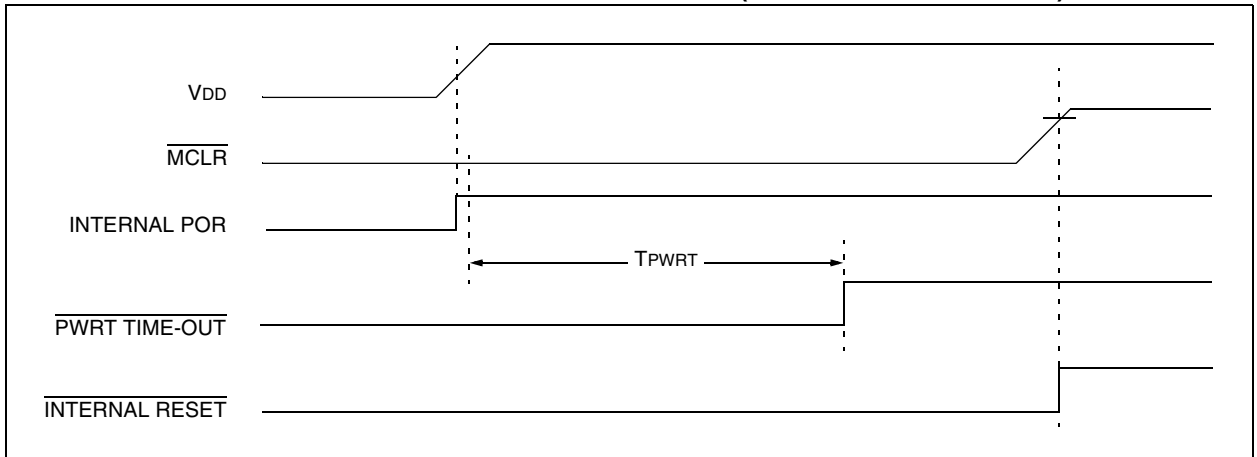 VDD
MCLR
INTERNAL POR
TPWRT
PWRT TIME-OUT
INTERNAL RESET